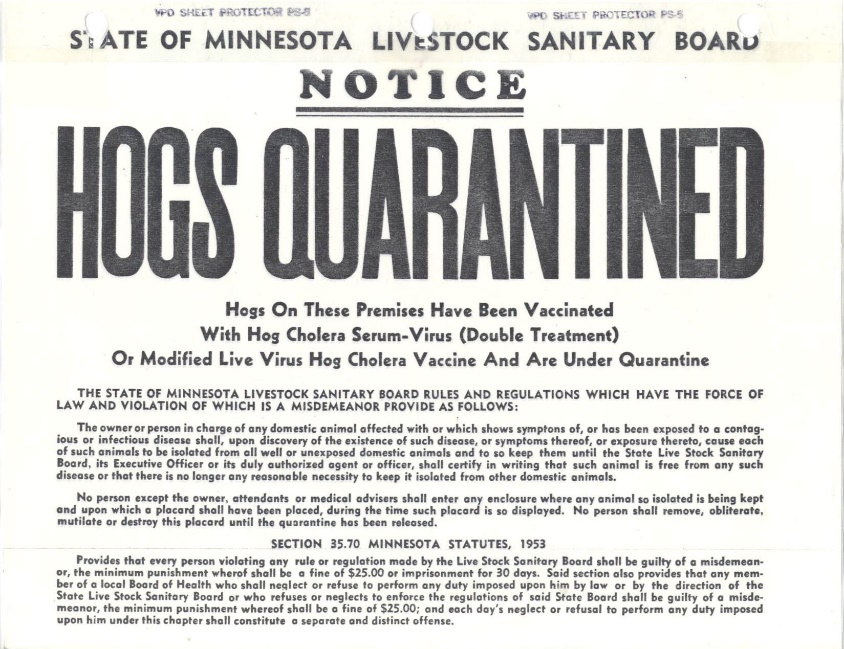 VPD SHEET PROTECTOR PS-5 VPD SHEET PROTECTOR PS-5
STATE OF MINNESOTA LIVESTOCK SANITARY BOARD
NOTICE
HOGS QUARANTINED
Hogs On These Premises Have Been Vaccinated
With Hog Cholera Serum-Virus (Double Treatment)
Or Modified Live Virus Hog Cholera Vaccine And Are Under Quarantine
THE STATE OF MINNESOTA LIVESTOCK SANITARY BOARD RULES AND REGULATIONS WHICH HAVE THE FORCE OF
LAW AND VIOLATION OF WHICH IS A MISDEMEANOR PROVIDE AS FOLLOWS:
The owner or person in charge of any domestic animal affected with or which shows symptons of, or has been exposed to a contag-
ious or infectious disease shall, upon discovery of the existence of such disease, or symptoms thereof, or exposure thereto, cause each
of such animals to be isolated from all well or unexposed domestic animals and to so keep them until the State Live Stock Sanitary
Board, its Executive Officer or its duly authorized agent or officer, shall certify in writing that such animal is free from any such
disease or that there is no longer any reasonable necessity to keep it isolated from other domestic animals.
No person except the owner, attendants or medical advisers shall enter any enclosure where any animal so isolated is being kept
and upon which a placard shall have been placed, during the time such placard is so displayed. No person shall remove, obliterate,
mutilate or destroy this placard until the quarantine has been released.
SECTION 35.70 MINNESOTA STATUTES, 1953
Provides that every person violating any rule or regulation made by the Live Stock Sanitary Board shall be guilty of a misdemean-
or, the minimum punishment wherof shall be a fine of $25.00 or imprisonment for 30 days. Said section also provides that any mem-
ber of a local Board of Health who shall neglect or refuse to perform any duty imposed upon him by law or by the direction of the
State Live Stock Sanitary Board or who refuses or neglects to enforce the regulations of said State Board shall be guilty of a misde-
meanor, the minimum punishment whereof shall be a fine of $25.00; and each day's neglect or refusal to perform any duty imposed
upon him under this chapter shall constitute a separate and distinct offense.